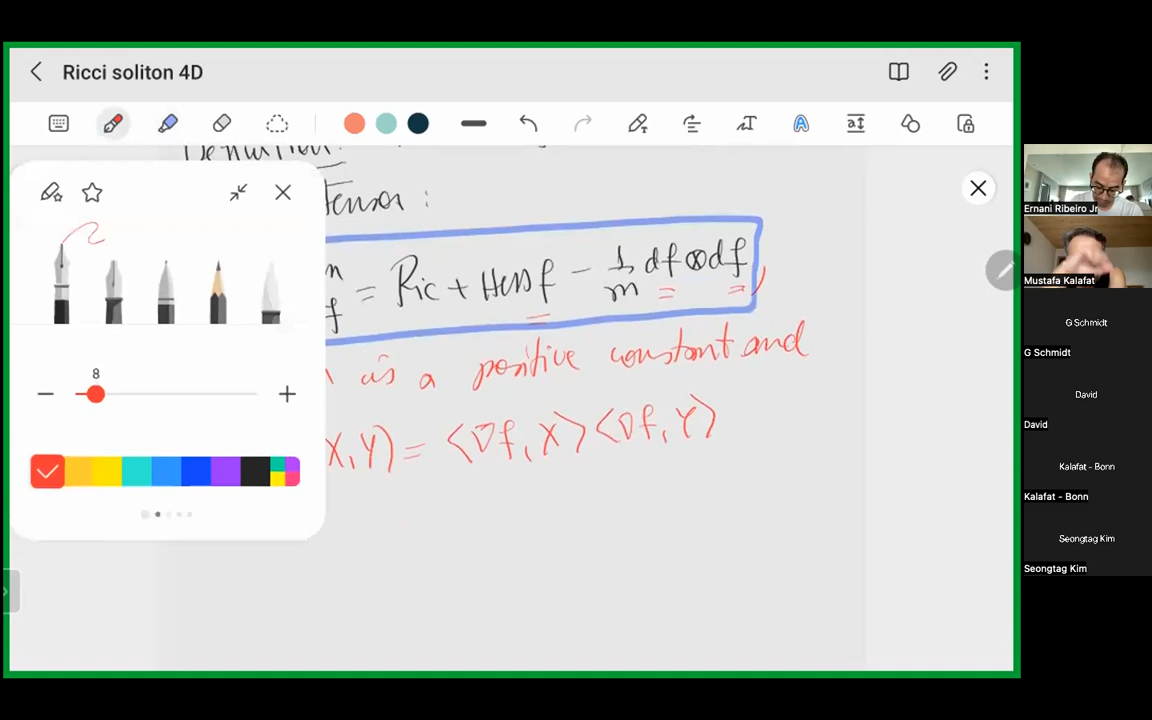 Ricci soliton 4D
Tensor :
= Ric + Hess f - 1/m df⊗df ,
is a positive constant and
X,Y) = <∇f, X> <∇f, Y>
8
Ernani Ribeiro Jr
Mustafa Kalafat
G Schmidt
G Schmidt
David
David
Kalafat - Bonn
Kalafat - Bonn
Seongtag Kim
Seongtag Kim